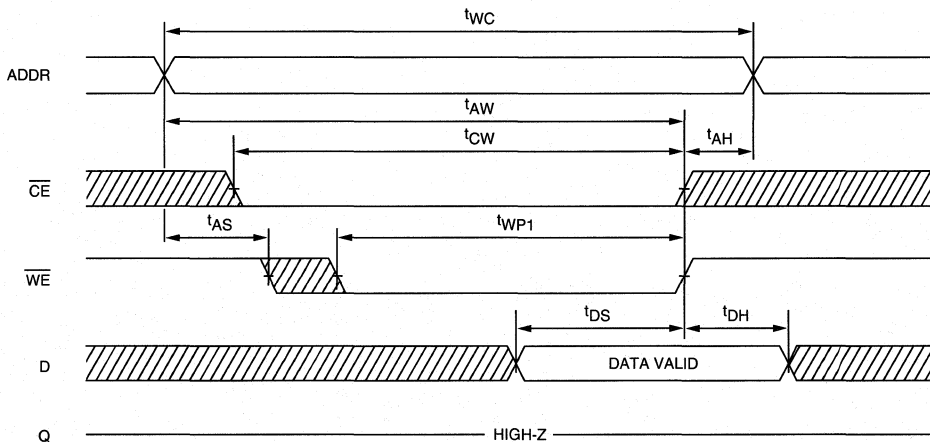 tWC
ADDR
tAW
tCW
tAH
CE
tAS
tWP1
WE
tDS
tDH
D
DATA VALID
Q
HIGH-Z